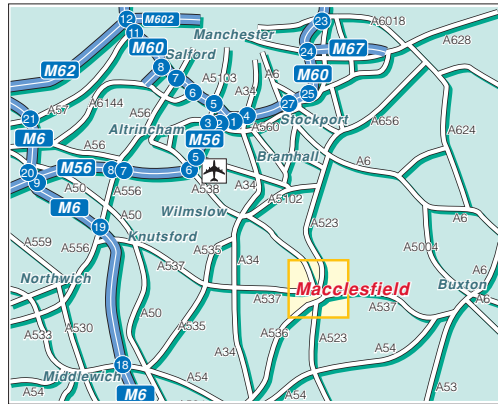 12 M602 23
11 Manchester A6018
M60 24 M67 A628
8 Salford
M62 7 A5103 A6 M60
6 A34 25
A57 A6144 5 27
21 A56 3 2 1 4 Stockport
Altrincham A560 A656
M6 A56 M56 A624
5 Bramhall
20 M56 8 7 6 A6
9 A50 A556 A538 A34
A5102
M6 A50 Wilmslow A6
19 A523
A559 A556 Knutsford A535 A5004
A34
Northwich A537 Macclesfield Buxton
A537 A537 A6
A533 A530 A50 A535 A536
A523
18 A34 A54
Middlewich A54
A54 M6 A54 A53